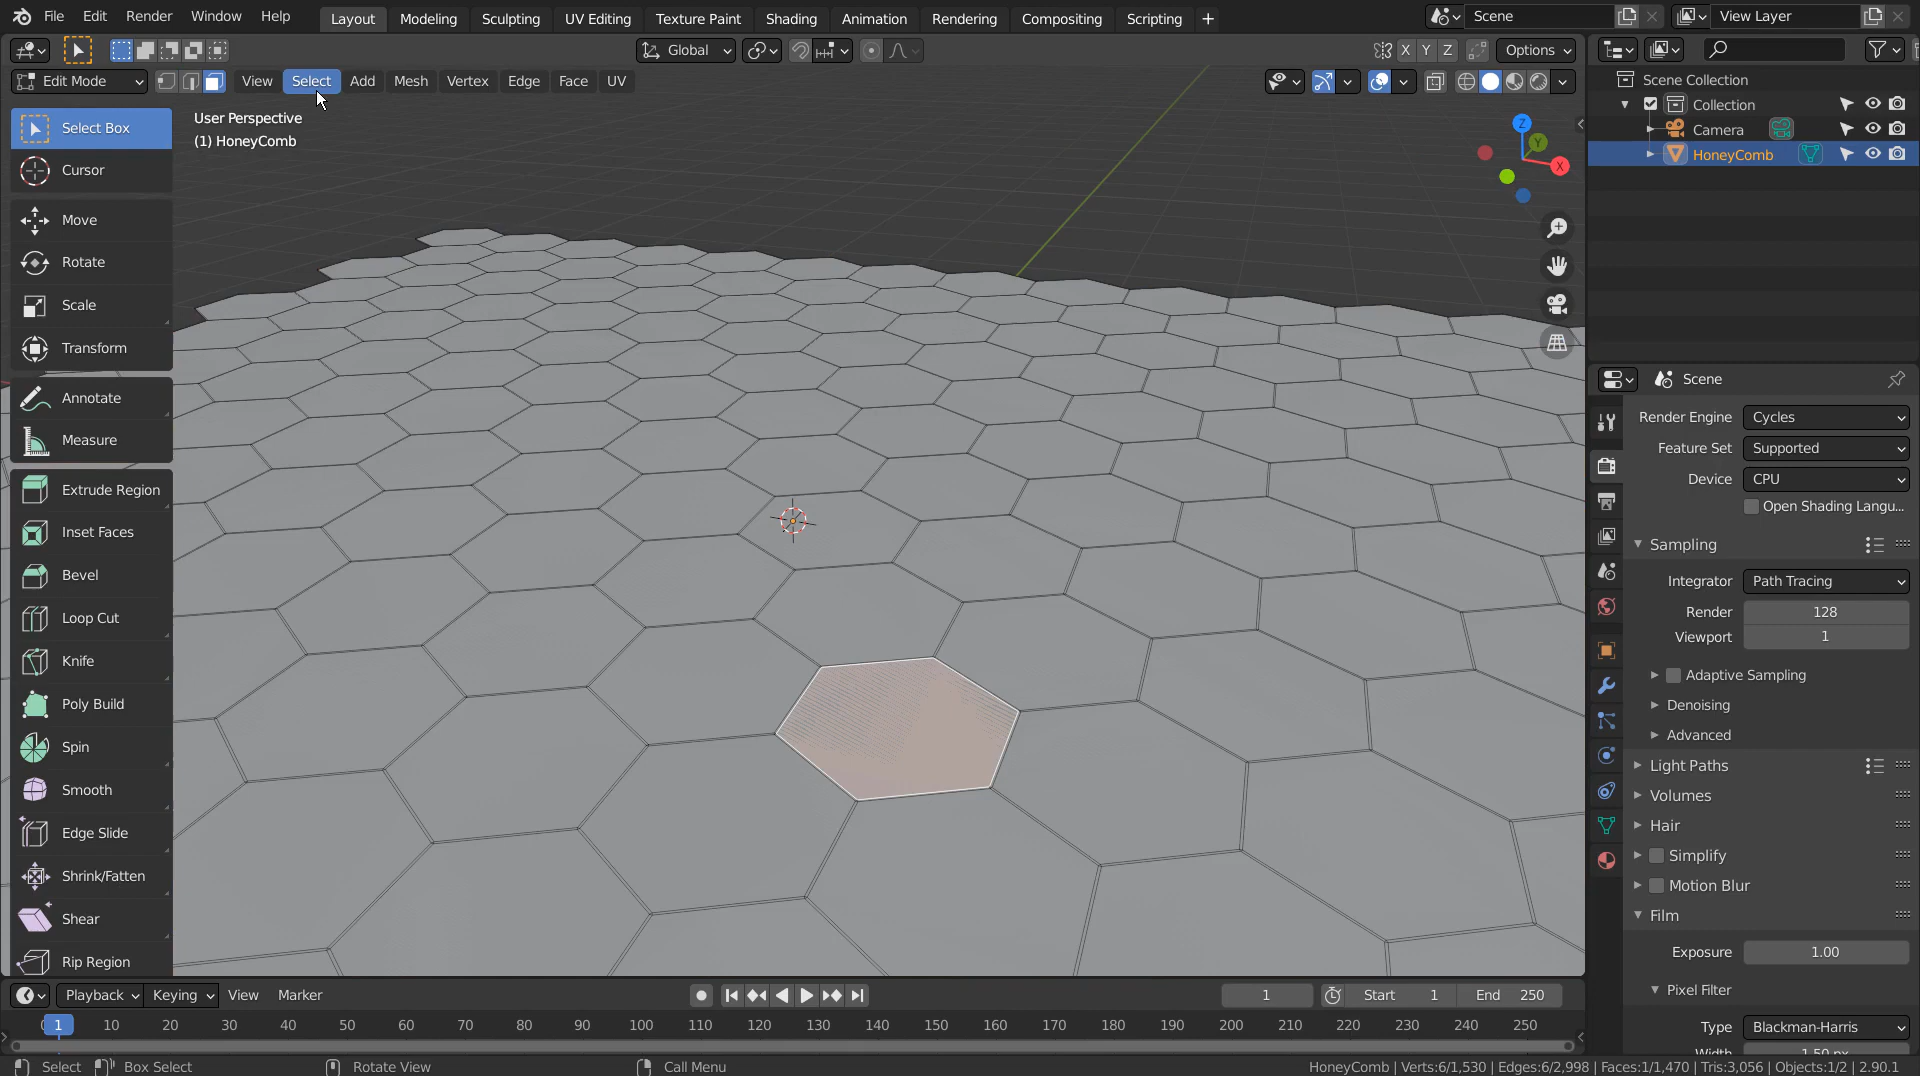 File Edit Render Window Help Layout Modeling Sculpting UV Editing Texture Paint Shading Animation Rendering Compositing Scripting + Scene View Layer
Global X Y Z Options
Edit Mode View Select Add Mesh Vertex Edge Face UV
Select Box
Cursor
Move
Rotate
Scale
Transform
Annotate
Measure
Extrude Region
Inset Faces
Bevel
Loop Cut
Knife
Poly Build
Spin
Smooth
Edge Slide
Shrink/Fatten
Shear
Rip Region
User Perspective
(1) HoneyComb
Z
Y
X
Scene Collection
Collection
Camera
HoneyComb
Scene
Render Engine Cycles
Feature Set Supported
Device CPU
Open Shading Langu...
Sampling
Integrator Path Tracing
Render 128
Viewport 1
Adaptive Sampling
Denoising
Advanced
Light Paths
Volumes
Hair
Simplify
Motion Blur
Film
Exposure 1.00
Pixel Filter
Type Blackman-Harris
Width 1.50 px
Playback Keying View Marker 1 Start 1 End 250
1 10 20 30 40 50 60 70 80 90 100 110 120 130 140 150 160 170 180 190 200 210 220 230 240 250
Select Box Select Rotate View Call Menu HoneyComb | Verts:6/1,530 | Edges:6/2,998 | Faces:1/1,470 | Tris:3,056 | Objects:1/2 | 2.90.1